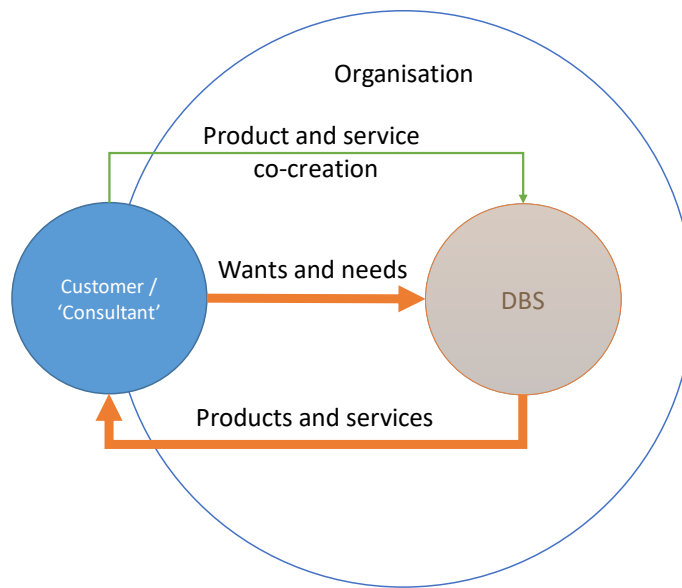 Organisation
Product and service
co-creation
Wants and needs
Customer /
‘Consultant’
DBS
Products and services